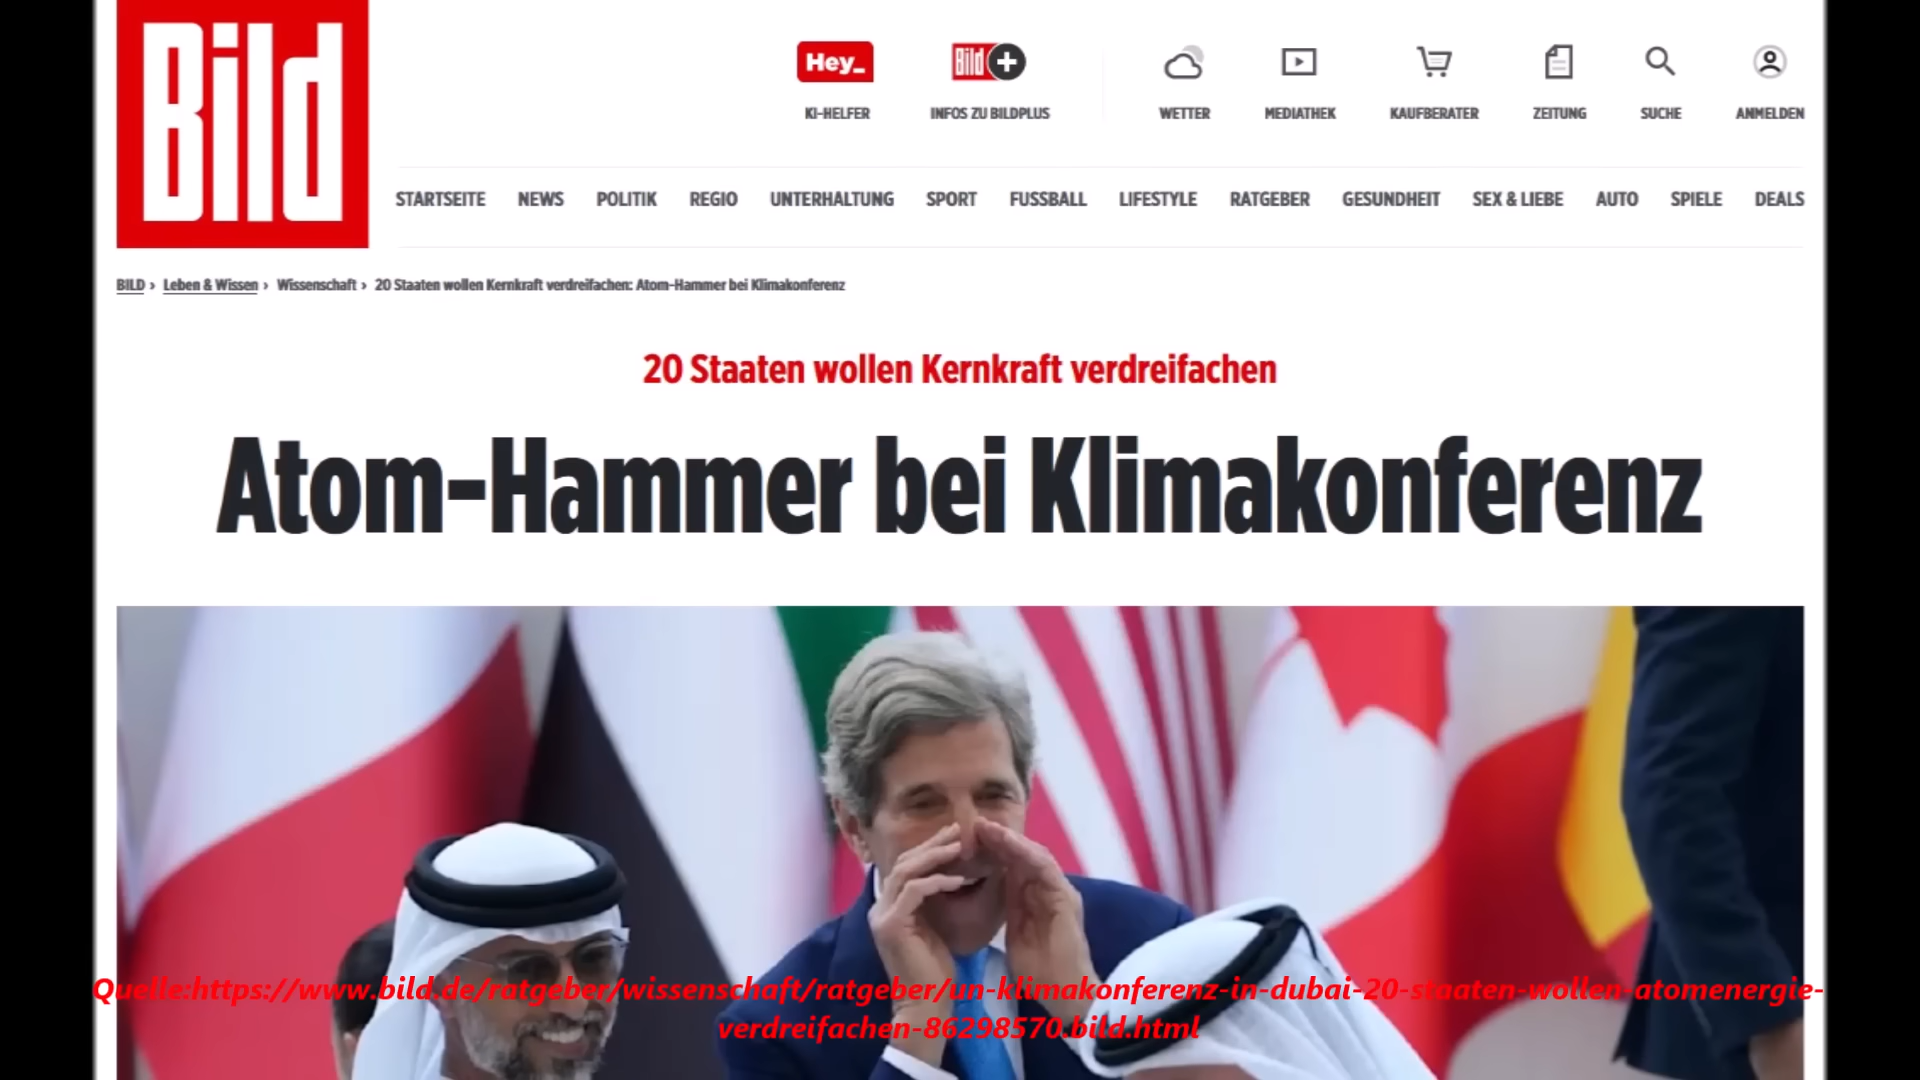 Bild
Hey_
Bild +
KI-HELFER
INFOS ZU BILDPLUS
WETTER
MEDIATHEK
KAUFBERATER
ZEITUNG
SUCHE
ANMELDEN
STARTSEITE NEWS POLITIK REGIO UNTERHALTUNG SPORT FUSSBALL LIFESTYLE RATGEBER GESUNDHEIT SEX & LIEBE AUTO SPIELE DEALS
BILD › Leben & Wissen › Wissenschaft › 20 Staaten wollen Kernkraft verdreifachen: Atom-Hammer bei Klimakonferenz
20 Staaten wollen Kernkraft verdreifachen
Atom-Hammer bei Klimakonferenz
Quelle:https://www.bild.de/ratgeber/wissenschaft/ratgeber/un-klimakonferenz-in-dubai-20-staaten-wollen-atomenergie-
verdreifachen-86298570.bild.html